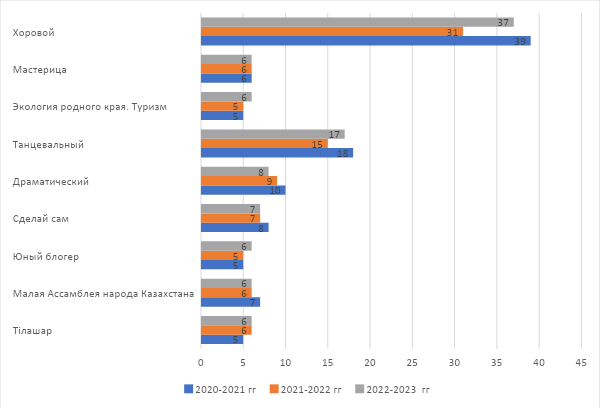 Хоровой 37
31
39
Мастерица 6
6
6
Экология родного края. Туризм 6
5
5
Танцевальный 17
15
18
Драматический 8
9
10
Сделай сам 7
7
8
Юный блогер 6
5
5
Малая Ассамблея народа Казахстана 6
6
7
Тілашар 6
6
5
0 5 10 15 20 25 30 35 40 45
2020-2021 гг 2021-2022 гг 2022-2023 гг